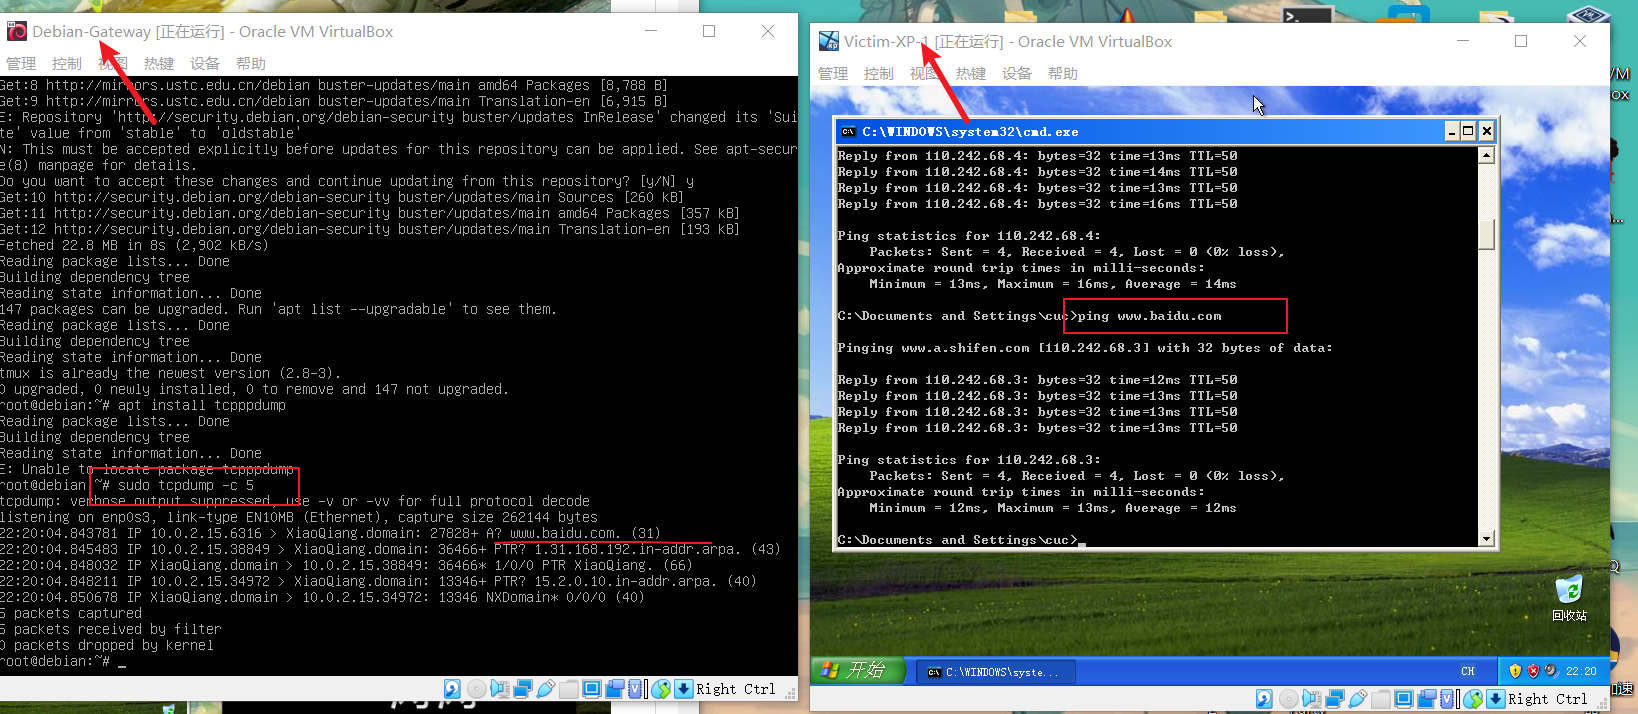 Debian-Gateway [正在运行] - Oracle VM VirtualBox
管理 控制 视图 热键 设备 帮助
Get:8 http://mirrors.ustc.edu.cn/debian buster-updates/main amd64 Packages [8,788 B]
Get:9 http://mirrors.ustc.edu.cn/debian buster-updates/main Translation-en [6,915 B]
E: Repository 'http://security.debian.org/debian-security buster/updates InRelease' changed its 'Sui
te' value from 'stable' to 'oldstable'
N: This must be accepted explicitly before updates for this repository can be applied. See apt-secur
e(8) manpage for details.
Do you want to accept these changes and continue updating from this repository? [y/N] y
Get:10 http://security.debian.org/debian-security buster/updates/main Sources [260 kB]
Get:11 http://security.debian.org/debian-security buster/updates/main amd64 Packages [357 kB]
Get:12 http://security.debian.org/debian-security buster/updates/main Translation-en [193 kB]
Fetched 22.8 MB in 8s (2,902 kB/s)
Reading package lists... Done
Building dependency tree
Reading state information... Done
147 packages can be upgraded. Run 'apt list --upgradable' to see them.
Reading package lists... Done
Building dependency tree
Reading state information... Done
tmux is already the newest version (2.8-3).
0 upgraded, 0 newly installed, 0 to remove and 147 not upgraded.
root@debian:~# apt install tcpppdump
Reading package lists... Done
Building dependency tree
Reading state information... Done
E: Unable to locate package tcpppdump
root@debian:~# sudo tcpdump -c 5
tcpdump: verbose output suppressed, use -v or -vv for full protocol decode
listening on enp0s3, link-type EN10MB (Ethernet), capture size 262144 bytes
22:20:04.843781 IP 10.0.2.15.6316 > XiaoQiang.domain: 27828+ A? www.baidu.com. (31)
22:20:04.845483 IP 10.0.2.15.38849 > XiaoQiang.domain: 36466+ PTR? 1.31.168.192.in-addr.arpa. (43)
22:20:04.848032 IP XiaoQiang.domain > 10.0.2.15.38849: 36466* 1/0/0 PTR XiaoQiang. (66)
22:20:04.848211 IP 10.0.2.15.34972 > XiaoQiang.domain: 13346+ PTR? 15.2.0.10.in-addr.arpa. (40)
22:20:04.850678 IP XiaoQiang.domain > 10.0.2.15.34972: 13346 NXDomain* 0/0/0 (40)
5 packets captured
5 packets received by filter
0 packets dropped by kernel
root@debian:~# _
Right Ctrl
Victim-XP-1 [正在运行] - Oracle VM VirtualBox
管理 控制 视图 热键 设备 帮助
C:\WINDOWS\system32\cmd.exe
Reply from 110.242.68.4: bytes=32 time=13ms TTL=50
Reply from 110.242.68.4: bytes=32 time=14ms TTL=50
Reply from 110.242.68.4: bytes=32 time=13ms TTL=50
Reply from 110.242.68.4: bytes=32 time=16ms TTL=50
Ping statistics for 110.242.68.4:
Packets: Sent = 4, Received = 4, Lost = 0 (0% loss),
Approximate round trip times in milli-seconds:
Minimum = 13ms, Maximum = 16ms, Average = 14ms
C:\Documents and Settings\cuc>ping www.baidu.com
Pinging www.a.shifen.com [110.242.68.3] with 32 bytes of data:
Reply from 110.242.68.3: bytes=32 time=12ms TTL=50
Reply from 110.242.68.3: bytes=32 time=13ms TTL=50
Reply from 110.242.68.3: bytes=32 time=13ms TTL=50
Reply from 110.242.68.3: bytes=32 time=13ms TTL=50
Ping statistics for 110.242.68.3:
Packets: Sent = 4, Received = 4, Lost = 0 (0% loss),
Approximate round trip times in milli-seconds:
Minimum = 12ms, Maximum = 13ms, Average = 12ms
C:\Documents and Settings\cuc>_
回收站
开始
C:\WINDOWS\syste...
CH
22:20
Right Ctrl